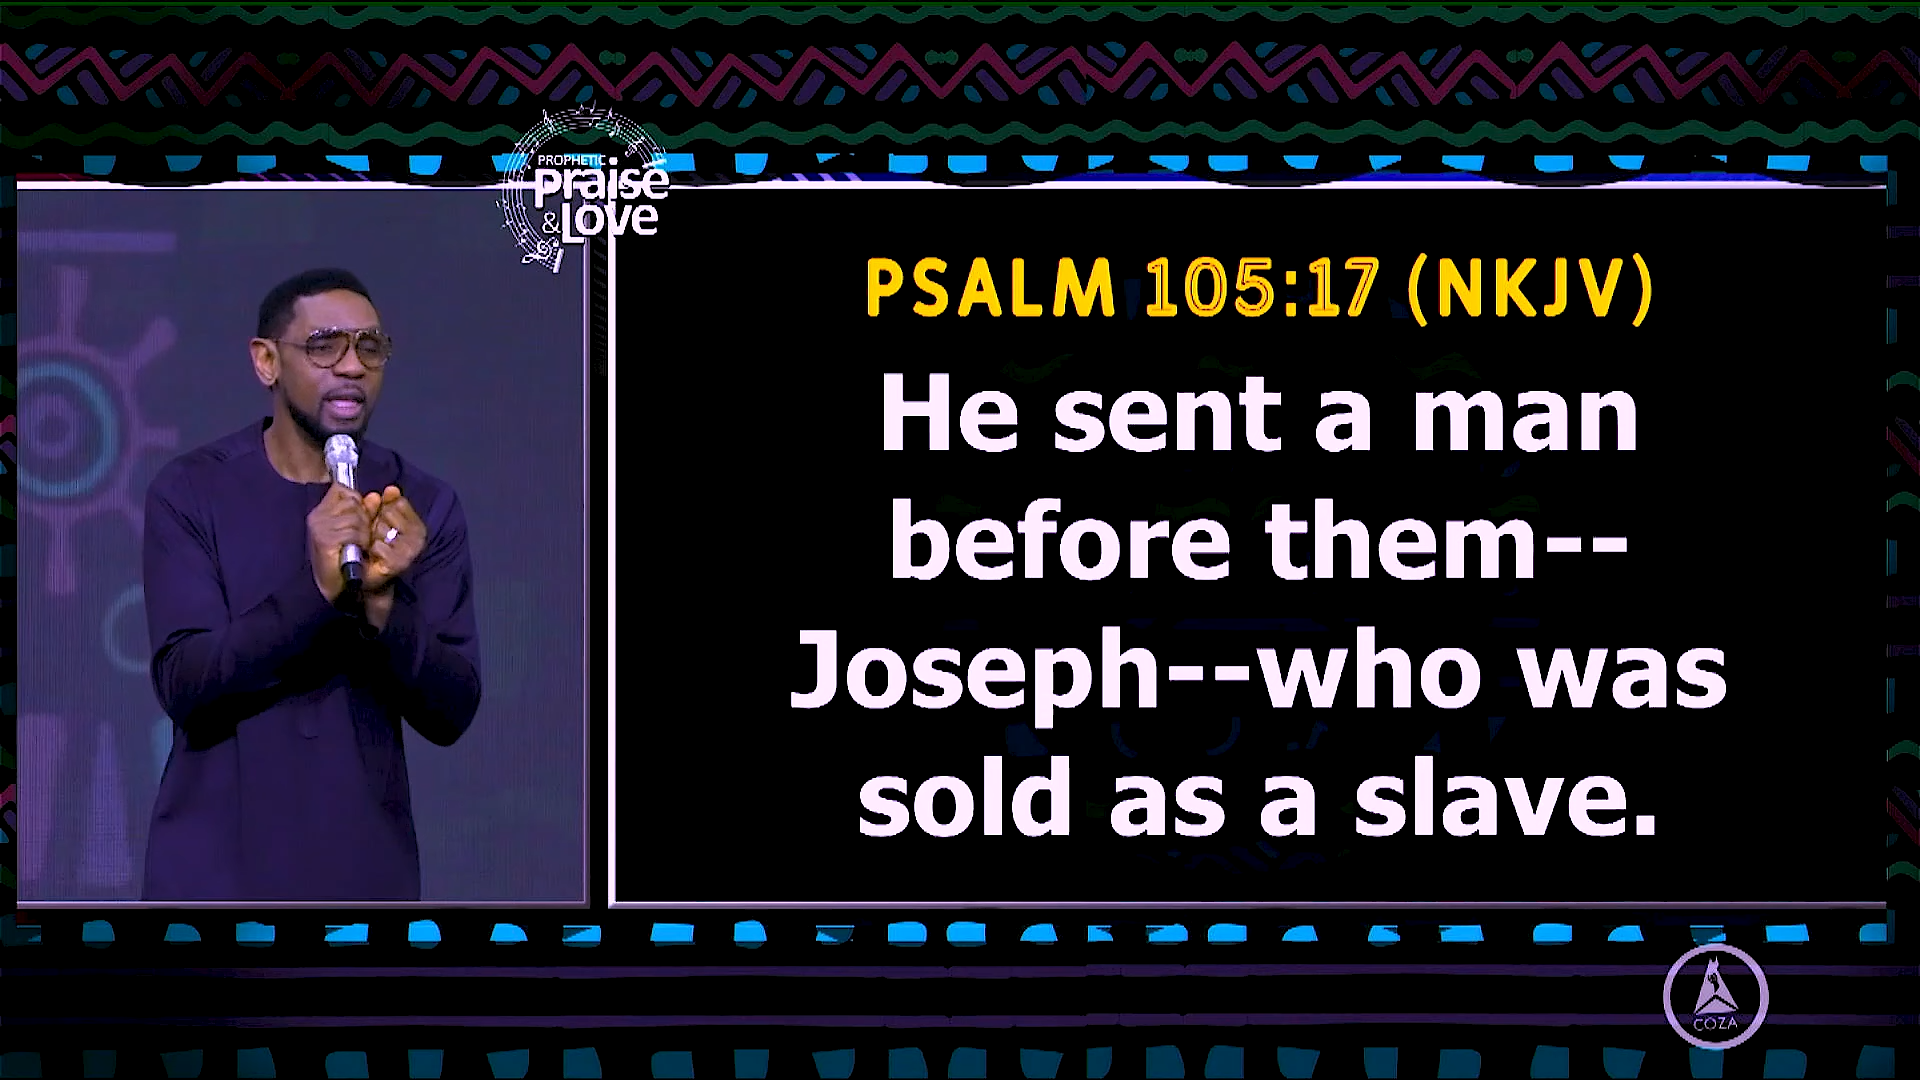 PROPHETIC
Praise
&Love
PSALM 105:17 (NKJV)
He sent a man
before them--
Joseph--who was
sold as a slave.
COZA